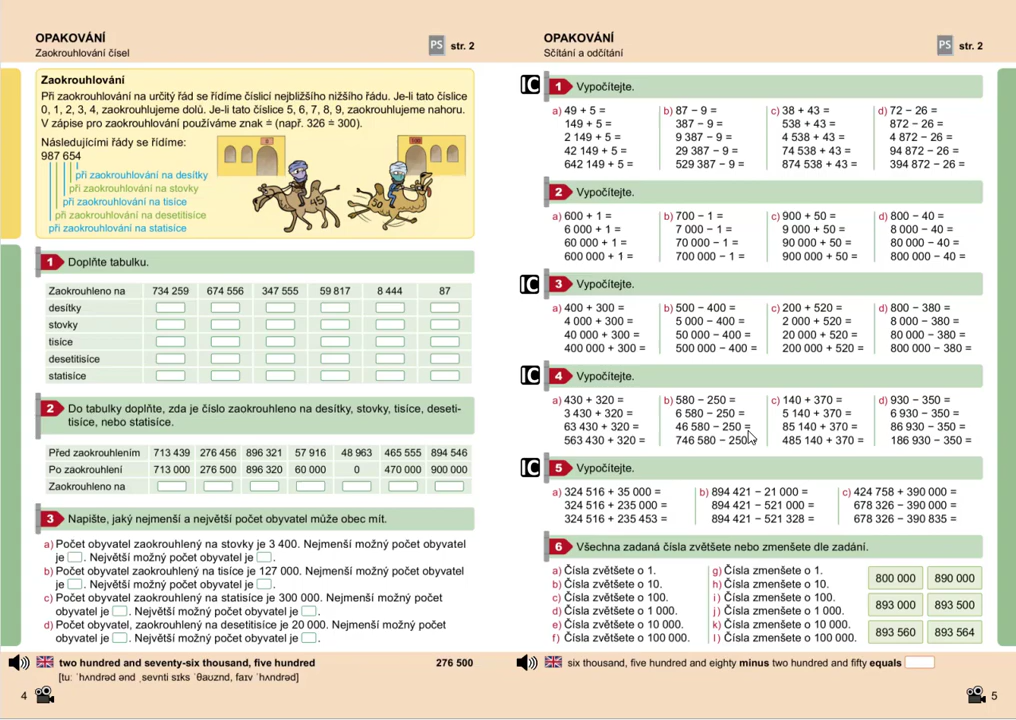 OPAKOVÁNÍ
Zaokrouhlování čísel
PS str. 2
Zaokrouhlování
Při zaokrouhlování na určitý řád se řídíme číslicí nejbližšího nižšího řádu. Je-li tato číslice
0, 1, 2, 3, 4, zaokrouhlujeme dolů. Je-li tato číslice 5, 6, 7, 8, 9, zaokrouhlujeme nahoru.
V zápise pro zaokrouhlování používáme znak ≐ (např. 326 ≐ 300).
Následujícími řády se řídíme:
987 654
při zaokrouhlování na desítky
při zaokrouhlování na stovky
při zaokrouhlování na tisíce
při zaokrouhlování na desetitisíce
při zaokrouhlování na statisíce
45
50
1 Doplňte tabulku.
Zaokrouhleno na 734 259 674 556 347 555 59 817 8 444 87
desítky
stovky
tisíce
desetitisíce
statisíce
2 Do tabulky doplňte, zda je číslo zaokrouhleno na desítky, stovky, tisíce, deseti-
tisíce, nebo statisíce.
Před zaokrouhlením 713 439 276 456 896 321 57 916 48 963 465 555 894 546
Po zaokrouhlení 713 000 276 500 896 320 60 000 0 470 000 900 000
Zaokrouhleno na
3 Napište, jaký nejmenší a největší počet obyvatel může obec mít.
a) Počet obyvatel zaokrouhlený na stovky je 3 400. Nejmenší možný počet obyvatel
je . Největší možný počet obyvatel je .
b) Počet obyvatel zaokrouhlený na tisíce je 127 000. Nejmenší možný počet obyvatel
je . Největší možný počet obyvatel je .
c) Počet obyvatel zaokrouhlený na statisíce je 300 000. Nejmenší možný počet
obyvatel je . Největší možný počet obyvatel je .
d) Počet obyvatel, zaokrouhlený na desetitisíce je 20 000. Nejmenší možný počet
obyvatel je . Největší možný počet obyvatel je .
two hundred and seventy-six thousand, five hundred 276 500
[tuː ˈhʌndrəd ənd ˌsevnti sɪks ˈθaʊznd, faɪv ˈhʌndrəd]
4
OPAKOVÁNÍ
Sčítání a odčítání
PS str. 2
IC 1 Vypočítejte.
a) 49 + 5 = b) 87 − 9 = c) 38 + 43 = d) 72 − 26 =
149 + 5 = 387 − 9 = 538 + 43 = 872 − 26 =
2 149 + 5 = 9 387 − 9 = 4 538 + 43 = 4 872 − 26 =
42 149 + 5 = 29 387 − 9 = 74 538 + 43 = 94 872 − 26 =
642 149 + 5 = 529 387 − 9 = 874 538 + 43 = 394 872 − 26 =
2 Vypočítejte.
a) 600 + 1 = b) 700 − 1 = c) 900 + 50 = d) 800 − 40 =
6 000 + 1 = 7 000 − 1 = 9 000 + 50 = 8 000 − 40 =
60 000 + 1 = 70 000 − 1 = 90 000 + 50 = 80 000 − 40 =
600 000 + 1 = 700 000 − 1 = 900 000 + 50 = 800 000 − 40 =
IC 3 Vypočítejte.
a) 400 + 300 = b) 500 − 400 = c) 200 + 520 = d) 800 − 380 =
4 000 + 300 = 5 000 − 400 = 2 000 + 520 = 8 000 − 380 =
40 000 + 300 = 50 000 − 400 = 20 000 + 520 = 80 000 − 380 =
400 000 + 300 = 500 000 − 400 = 200 000 + 520 = 800 000 − 380 =
IC 4 Vypočítejte.
a) 430 + 320 = b) 580 − 250 = c) 140 + 370 = d) 930 − 350 =
3 430 + 320 = 6 580 − 250 = 5 140 + 370 = 6 930 − 350 =
63 430 + 320 = 46 580 − 250 = 85 140 + 370 = 86 930 − 350 =
563 430 + 320 = 746 580 − 250 485 140 + 370 = 186 930 − 350 =
IC 5 Vypočítejte.
a) 324 516 + 35 000 = b) 894 421 − 21 000 = c) 424 758 + 390 000 =
324 516 + 235 000 = 894 421 − 521 000 = 678 326 − 390 000 =
324 516 + 235 453 = 894 421 − 521 328 = 678 326 − 390 835 =
6 Všechna zadaná čísla zvětšete nebo zmenšete dle zadání.
a) Čísla zvětšete o 1. g) Čísla zmenšete o 1. 800 000 890 000
b) Čísla zvětšete o 10. h) Čísla zmenšete o 10.
c) Čísla zvětšete o 100. i) Čísla zmenšete o 100. 893 000 893 500
d) Čísla zvětšete o 1 000. j) Čísla zmenšete o 1 000.
e) Čísla zvětšete o 10 000. k) Čísla zmenšete o 10 000. 893 560 893 564
f) Čísla zvětšete o 100 000. l) Čísla zmenšete o 100 000.
six thousand, five hundred and eighty minus two hundred and fifty equals
5